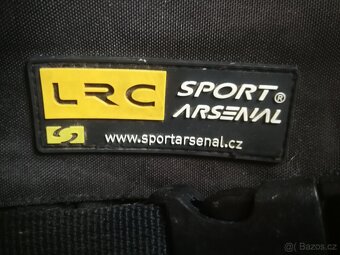 LRC
SPORT
ARSENAL®
www.sportarsenal.cz
© Bazos.cz